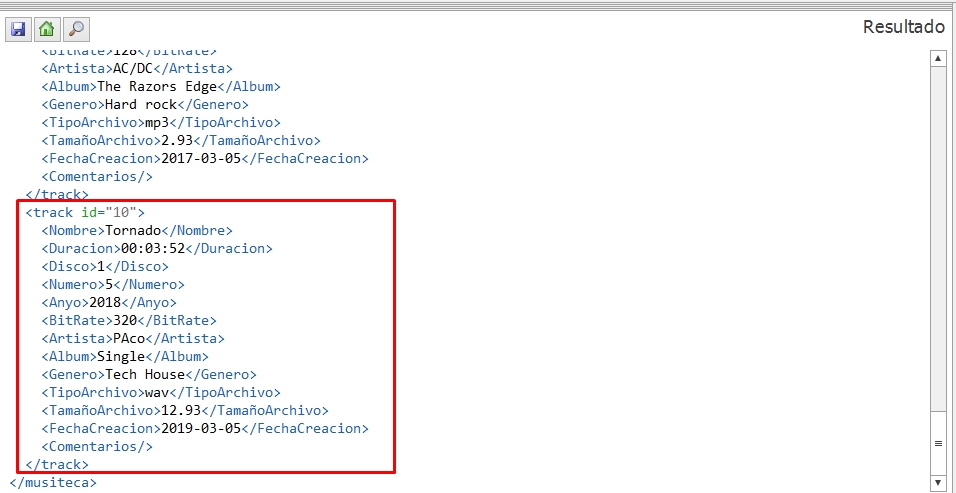 Resultado
<BitRate>128</BitRate>
<Artista>AC/DC</Artista>
<Album>The Razors Edge</Album>
<Genero>Hard rock</Genero>
<TipoArchivo>mp3</TipoArchivo>
<TamañoArchivo>2.93</TamañoArchivo>
<FechaCreacion>2017-03-05</FechaCreacion>
<Comentarios/>
</track>
<track id="10">
<Nombre>Tornado</Nombre>
<Duracion>00:03:52</Duracion>
<Disco>1</Disco>
<Numero>5</Numero>
<Anyo>2018</Anyo>
<BitRate>320</BitRate>
<Artista>PAco</Artista>
<Album>Single</Album>
<Genero>Tech House</Genero>
<TipoArchivo>wav</TipoArchivo>
<TamañoArchivo>12.93</TamañoArchivo>
<FechaCreacion>2019-03-05</FechaCreacion>
<Comentarios/>
</track>
</musiteca>